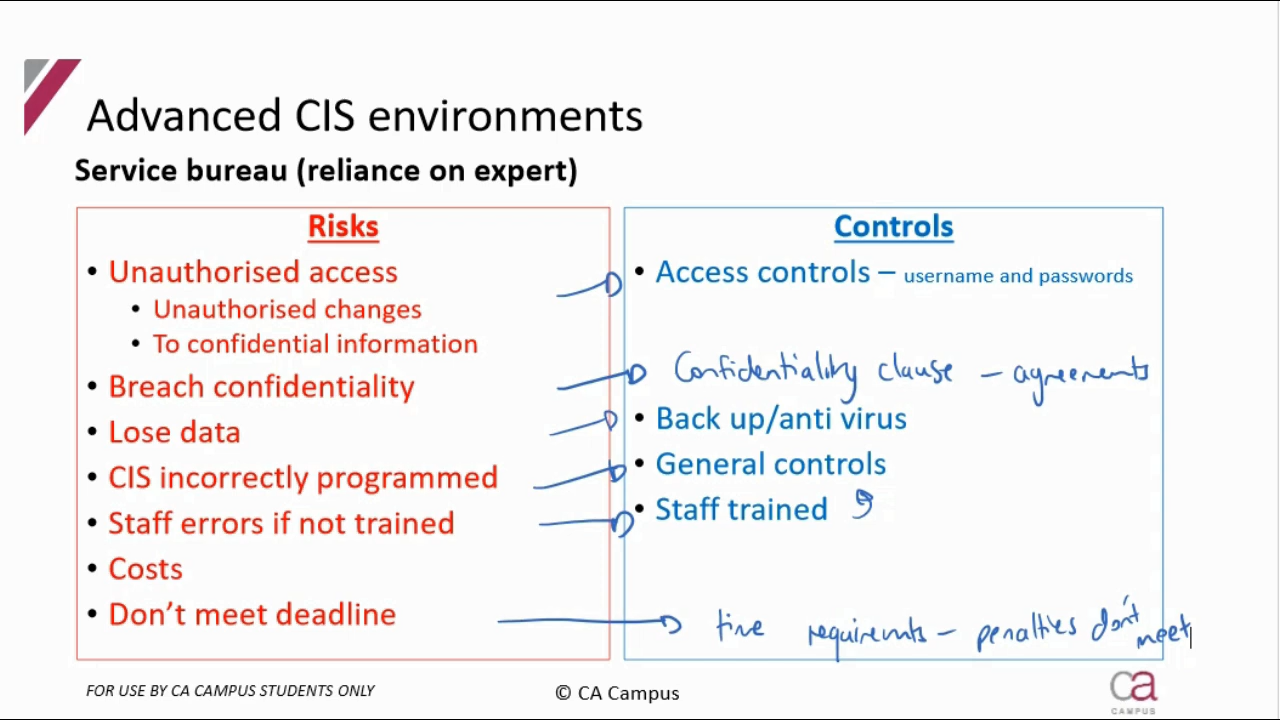 Advanced CIS environments
Service bureau (reliance on expert)
Risks
• Unauthorised access
• Unauthorised changes
• To confidential information
• Breach confidentiality
• Lose data
• CIS incorrectly programmed
• Staff errors if not trained
• Costs
• Don't meet deadline
Controls
• Access controls – username and passwords
Confidentiality clause – agreements
• Back up/anti virus
• General controls
• Staff trained
time requirements – penalties don't
meet
FOR USE BY CA CAMPUS STUDENTS ONLY
© CA Campus
ca
CAMPUS